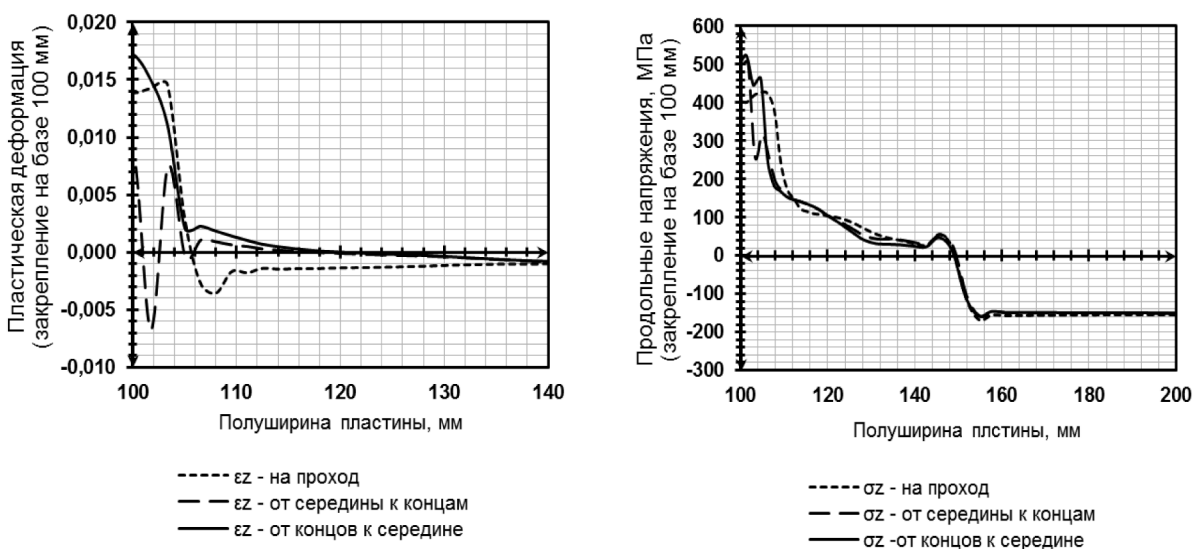 Пластическая деформация
(закрепление на базе 100 мм)
0,020
0,015
0,010
0,005
0,000
-0,005
-0,010
100 110 120 130 140
Полуширина пластины, мм
εz - на проход
εz - от середины к концам
εz - от концов к середине
Продольные напряжения, МПа
(закрепление на базе 100 мм)
600
500
400
300
200
100
0
-100
-200
-300
100 120 140 160 180 200
Полуширина плстины, мм
σz - на проход
σz - от середины к концам
σz -от концов к середине